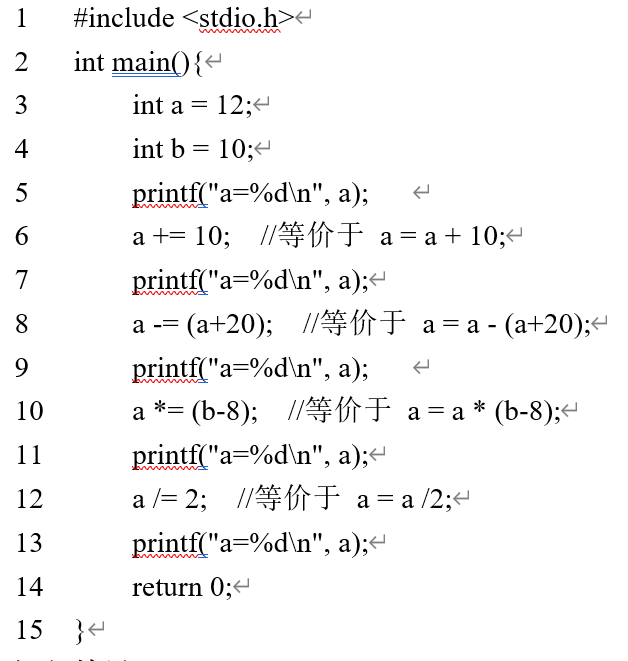 1 #include <stdio.h>
2 int main(){
3 int a = 12;
4 int b = 10;
5 printf("a=%d\n", a);
6 a += 10; //等价于 a = a + 10;
7 printf("a=%d\n", a);
8 a -= (a+20); //等价于 a = a - (a+20);
9 printf("a=%d\n", a);
10 a *= (b-8); //等价于 a = a * (b-8);
11 printf("a=%d\n", a);
12 a /= 2; //等价于 a = a /2;
13 printf("a=%d\n", a);
14 return 0;
15 }